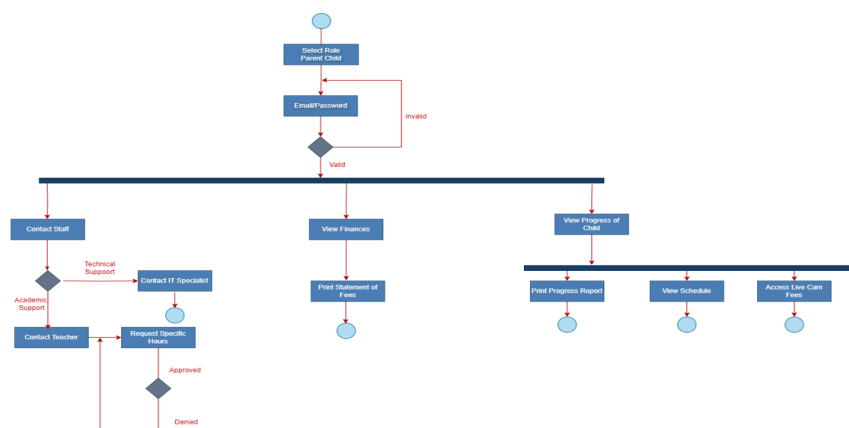 Select Role
Parent Child
Email/Password
Invalid
Valid
Contact Staff
View Finances
View Progress of
Child
Technical
Suppoort
Contact IT Specialist
Academic
Support
Print Statement of
Fees
Print Progress Report
View Schedule
Access Live Cam
Fees
Contact Teacher
Request Specific
Hours
Approved
Denied